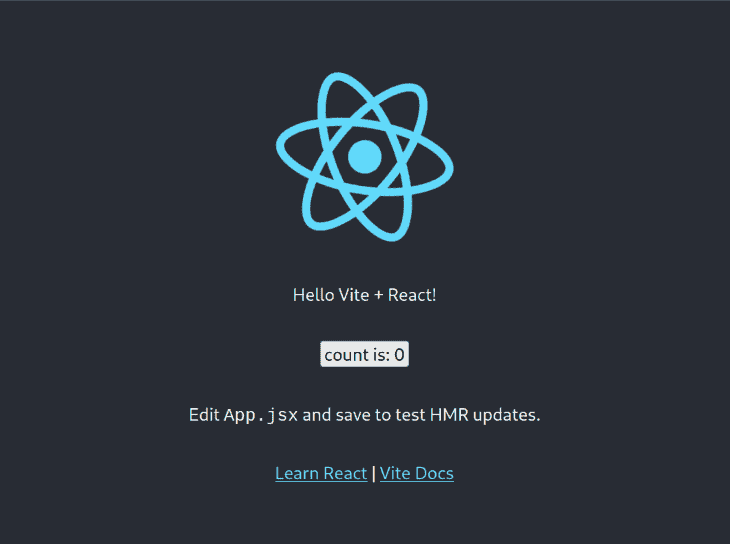 Hello Vite + React!
count is: 0
Edit App.jsx and save to test HMR updates.
Learn React | Vite Docs